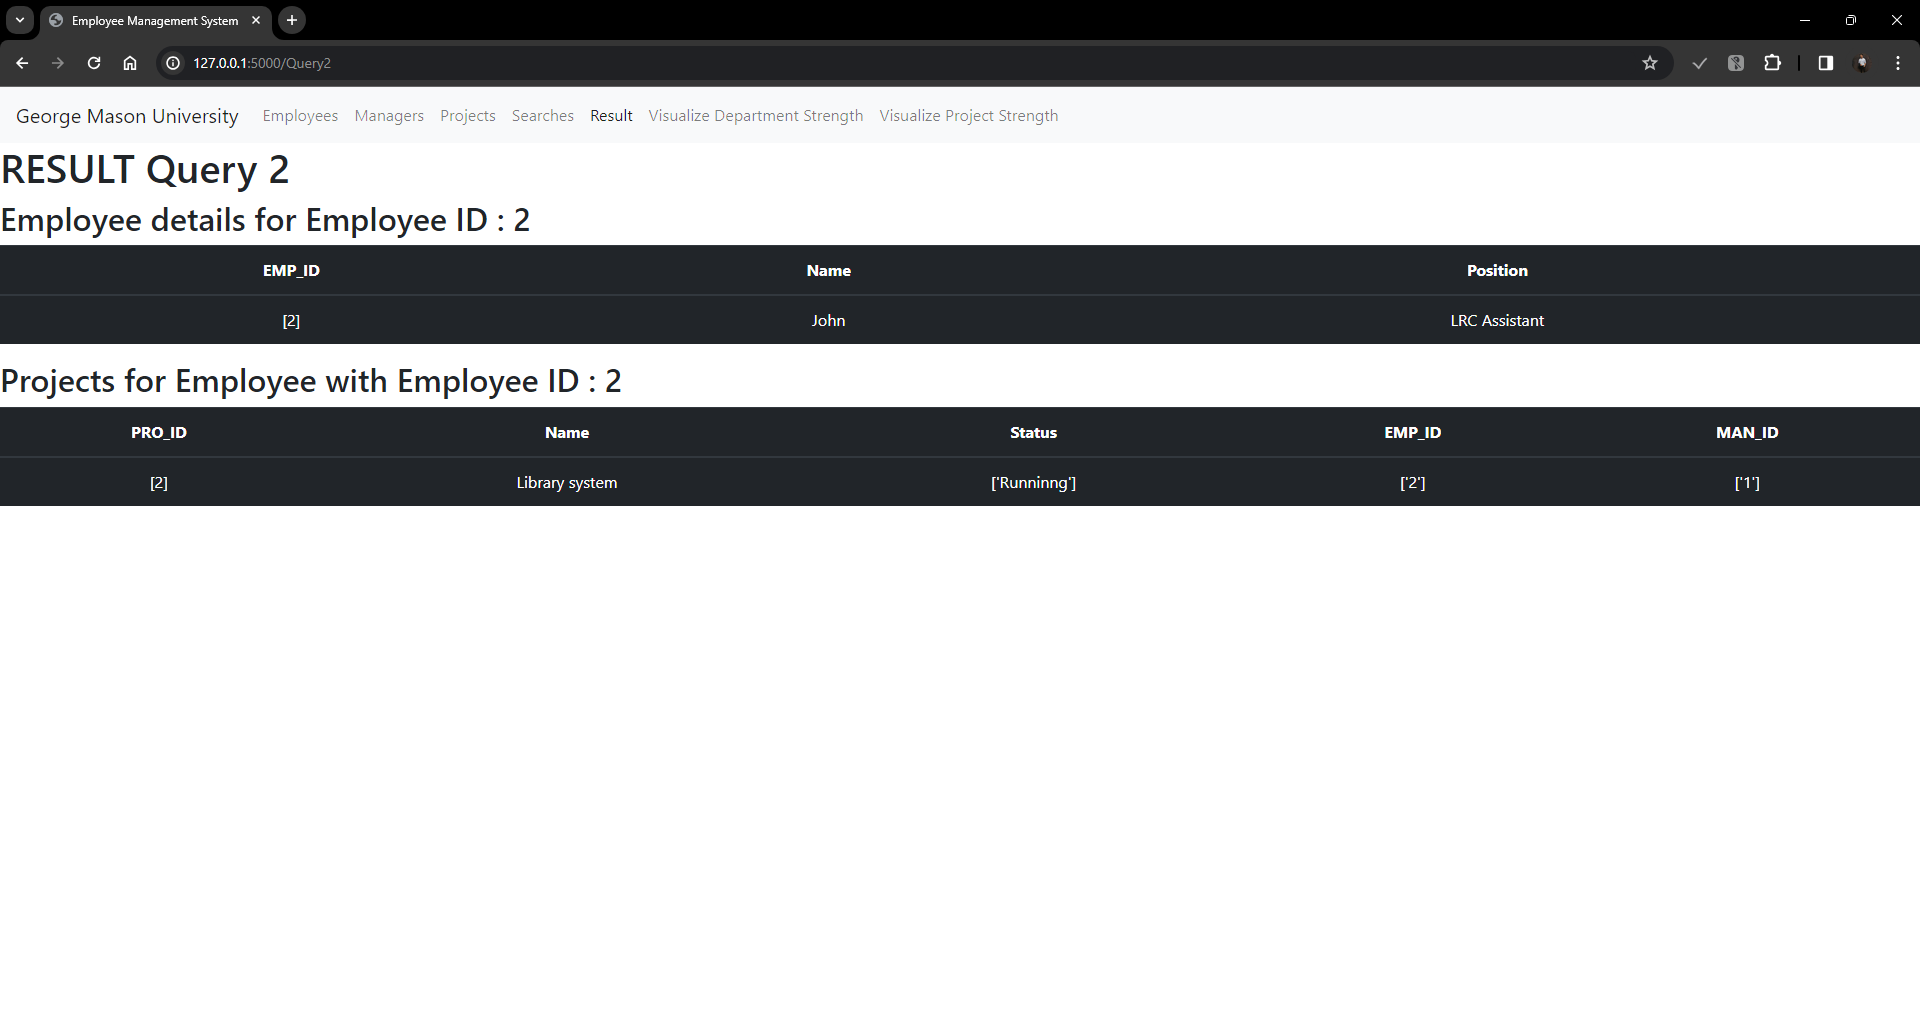 Employee Management System
127.0.0.1:5000/Query2
George Mason University Employees Managers Projects Searches Result Visualize Department Strength Visualize Project Strength
RESULT Query 2
Employee details for Employee ID : 2
EMP_ID Name Position
[2] John LRC Assistant
Projects for Employee with Employee ID : 2
PRO_ID Name Status EMP_ID MAN_ID
[2] Library system ['Runninng'] ['2'] ['1']